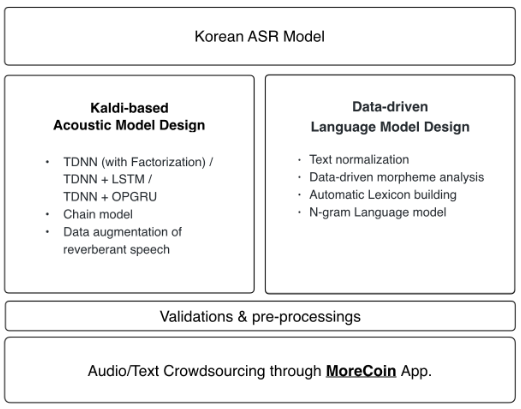 Korean ASR Model
Kaldi-based
Acoustic Model Design
• TDNN (with Factorization) /
TDNN + LSTM /
TDNN + OPGRU
• Chain model
• Data augmentation of
reverberant speech
Data-driven
Language Model Design
· Text normalization
· Data-driven morpheme analysis
· Automatic Lexicon building
· N-gram Language model
Validations & pre-processings
Audio/Text Crowdsourcing through MoreCoin App.